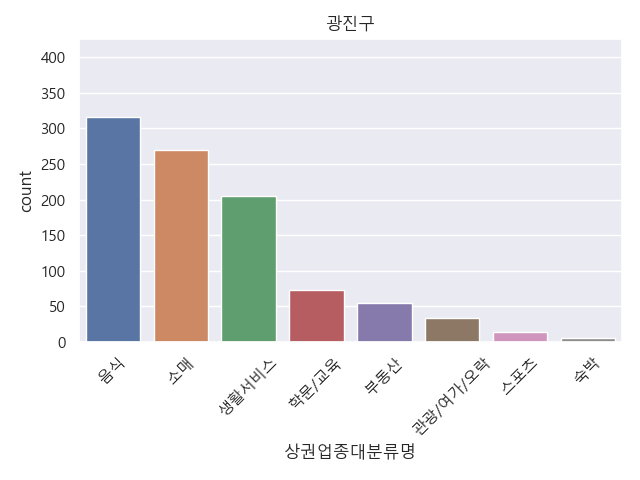 광진구
400
350
300
250
200
150
100
50
0
count
음식
소매
생활서비스
학문/교육
부동산
관광/여가/오락
스포츠
숙박
상권업종대분류명